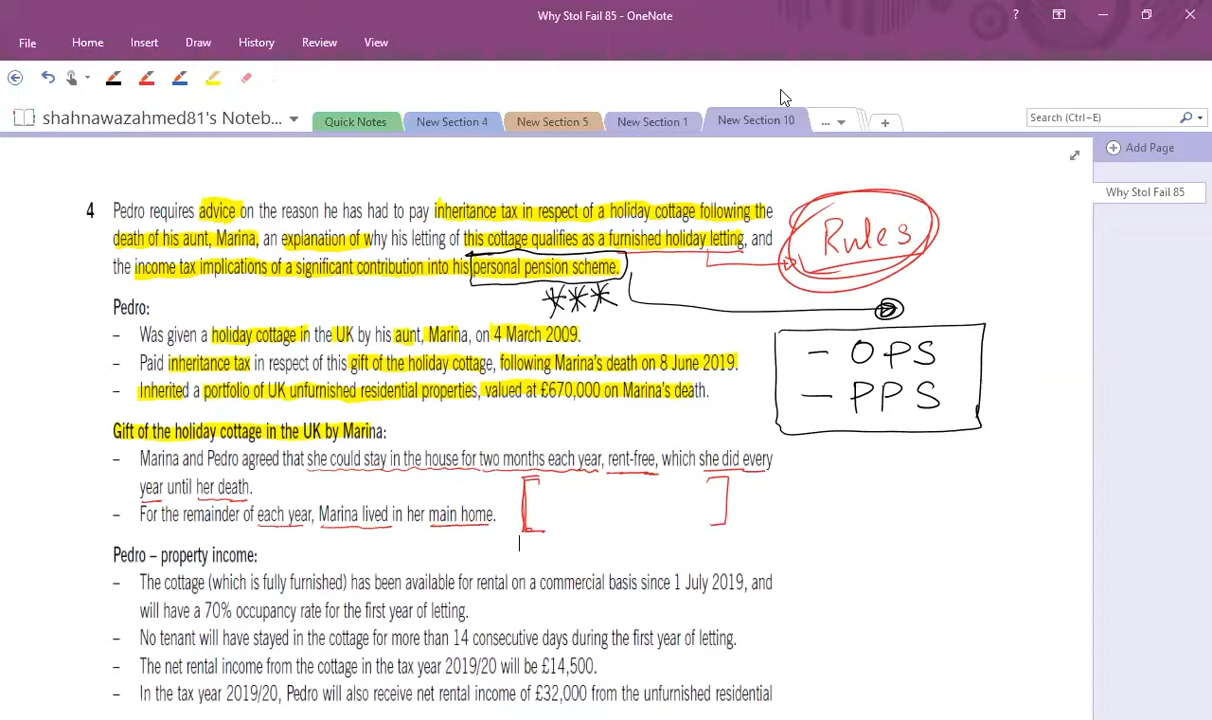 Why Stol Fail 85 - OneNote
?
File Home Insert Draw History Review View
shahnawazahmed81's Noteb... Quick Notes New Section 4 New Section 5 New Section 1 New Section 10 ... + Search (Ctrl+E)
Add Page
Why Stol Fail 85
4 Pedro requires advice on the reason he has had to pay inheritance tax in respect of a holiday cottage following the
death of his aunt, Marina, an explanation of why his letting of this cottage qualifies as a furnished holiday letting, and
the income tax implications of a significant contribution into his personal pension scheme.
Rules
***
Pedro:
– Was given a holiday cottage in the UK by his aunt, Marina, on 4 March 2009.
– Paid inheritance tax in respect of this gift of the holiday cottage, following Marina's death on 8 June 2019.
– Inherited a portfolio of UK unfurnished residential properties, valued at £670,000 on Marina's death.
– OPS
– PPS
Gift of the holiday cottage in the UK by Marina:
– Marina and Pedro agreed that she could stay in the house for two months each year, rent-free, which she did every
year until her death.
– For the remainder of each year, Marina lived in her main home.
[ ]
Pedro – property income:
– The cottage (which is fully furnished) has been available for rental on a commercial basis since 1 July 2019, and
will have a 70% occupancy rate for the first year of letting.
– No tenant will have stayed in the cottage for more than 14 consecutive days during the first year of letting.
– The net rental income from the cottage in the tax year 2019/20 will be £14,500.
– In the tax year 2019/20, Pedro will also receive net rental income of £32,000 from the unfurnished residential